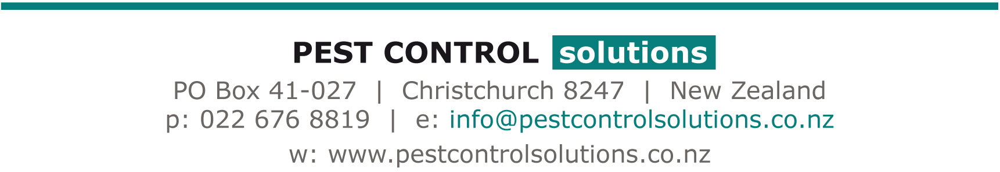 PEST CONTROL solutions
PO Box 41-027 | Christchurch 8247 | New Zealand
p: 022 676 8819 | e: info@pestcontrolsolutions.co.nz
w: www.pestcontrolsolutions.co.nz